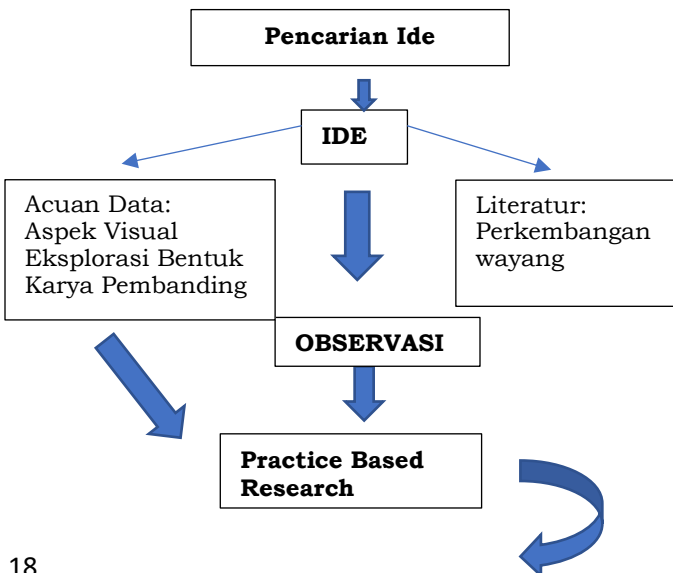 Pencarian Ide
IDE
Acuan Data:
Aspek Visual
Eksplorasi Bentuk
Karya Pembanding
Literatur:
Perkembangan
wayang
OBSERVASI
Practice Based
Research
18